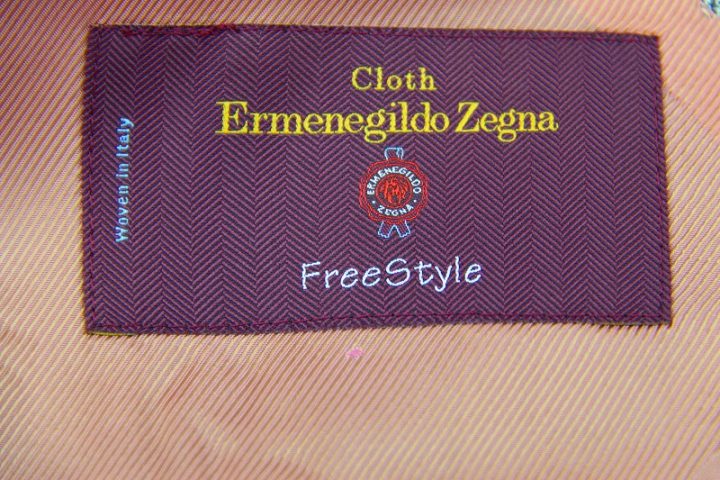 Cloth
Ermenegildo Zegna
Woven in Italy
ERMENEGILDO
ZEGNA
FreeStyle